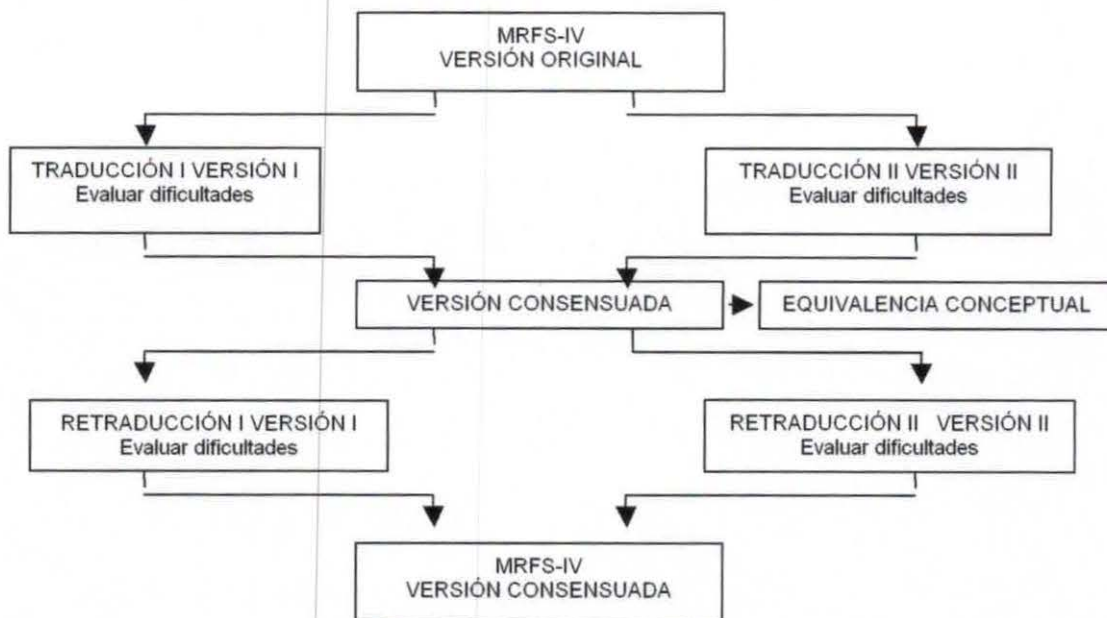 MRFS-IV
VERSIÓN ORIGINAL
TRADUCCIÓN I VERSIÓN I
Evaluar dificultades
TRADUCCIÓN II VERSIÓN II
Evaluar dificultades
VERSIÓN CONSENSUADA
EQUIVALENCIA CONCEPTUAL
RETRADUCCIÓN I VERSIÓN I
Evaluar dificultades
RETRADUCCIÓN II VERSIÓN II
Evaluar dificultades
MRFS-IV
VERSIÓN CONSENSUADA